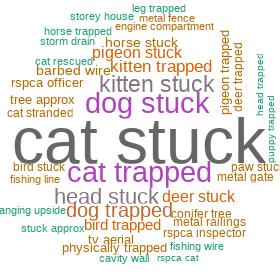 leg trapped
storey house
metal fence
engine compartment
horse trapped
storm drain
horse stuck
pigeon stuck
cat rescued
barbed wire
kitten trapped
rspca officer
kitten stuck
pigeon trapped
deer trapped
head trapped
puppy trapped
tree approx
dog stuck
cat stranded
cat stuck
bird stuck
cat trapped
paw stuc
fishing line
metal gate
head stuck
deer stuck
anging upside
dog trapped
conifer tree
stuck approx
bird trapped
metal railings
rspca inspector
tv aerial
physically trapped
fishing wire
cavity wall
rspca cat